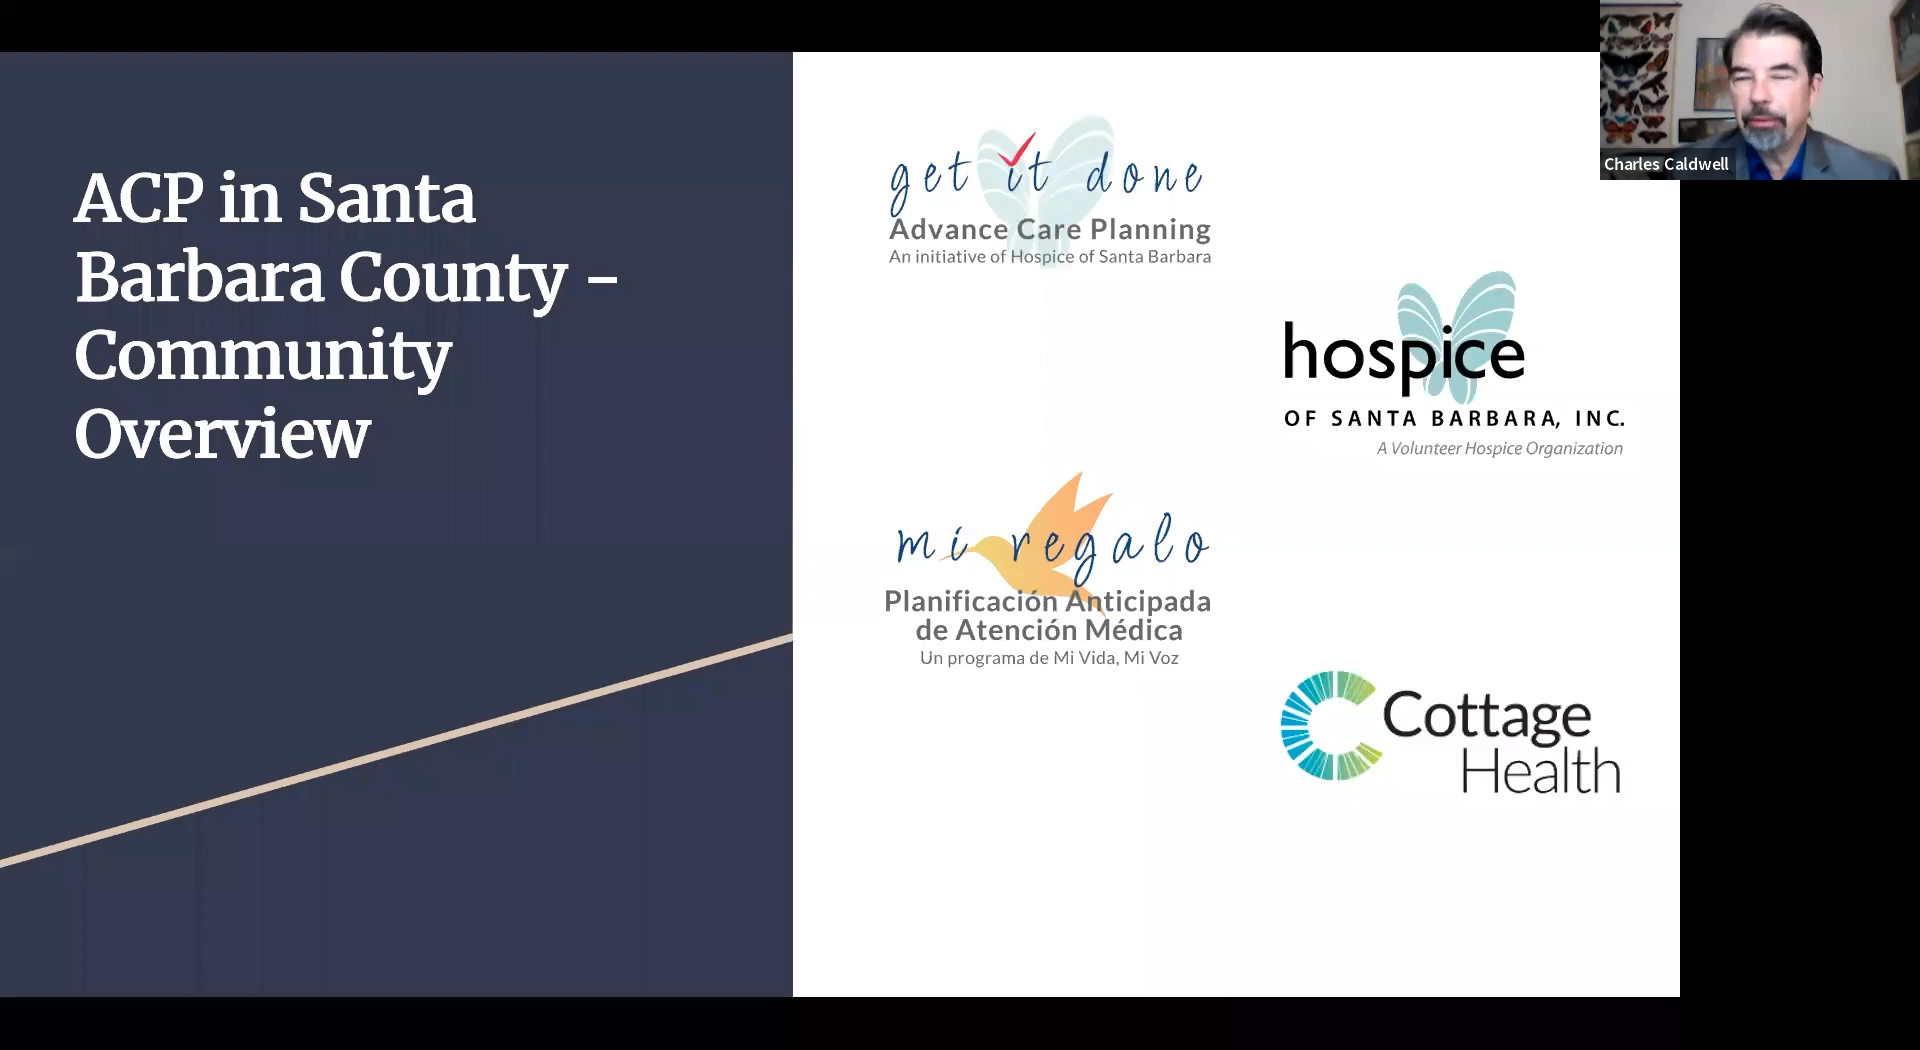 ACP in Santa
Barbara County -
Community
Overview
get it done
Advance Care Planning
An initiative of Hospice of Santa Barbara
hospice
OF SANTA BARBARA, INC.
A Volunteer Hospice Organization
mi regalo
Planificación Anticipada
de Atención Médica
Un programa de Mi Vida, Mi Voz
Cottage
Health
Charles Caldwell